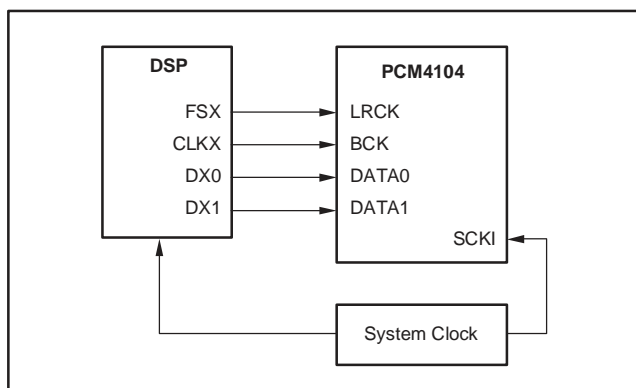 DSP
PCM4104
FSX
LRCK
CLKX
BCK
DX0
DATA0
DX1
DATA1
SCKI
System Clock